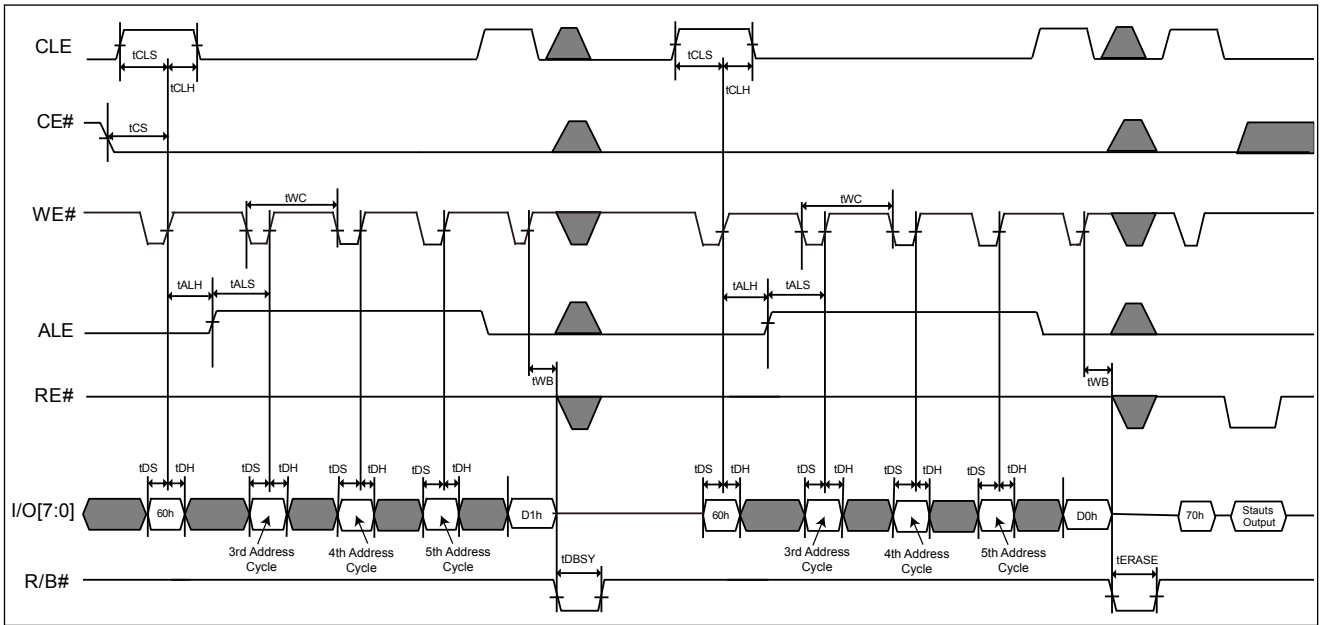 CLE
tCLS
tCLH
tCLS
tCLH
CE#
tCS
WE#
tWC
tWC
tALH
tALS
tALH
tALS
ALE
tWB
tWB
RE#
tDS
tDH
tDS
tDH
tDS
tDH
tDS
tDH
tDS
tDH
tDS
tDH
tDS
tDH
tDS
tDH
I/O[7:0]
60h
D1h
60h
D0h
70h
Stauts
Output
3rd Address
Cycle
4th Address
Cycle
5th Address
Cycle
3rd Address
Cycle
4th Address
Cycle
5th Address
Cycle
tDBSY
tERASE
R/B#